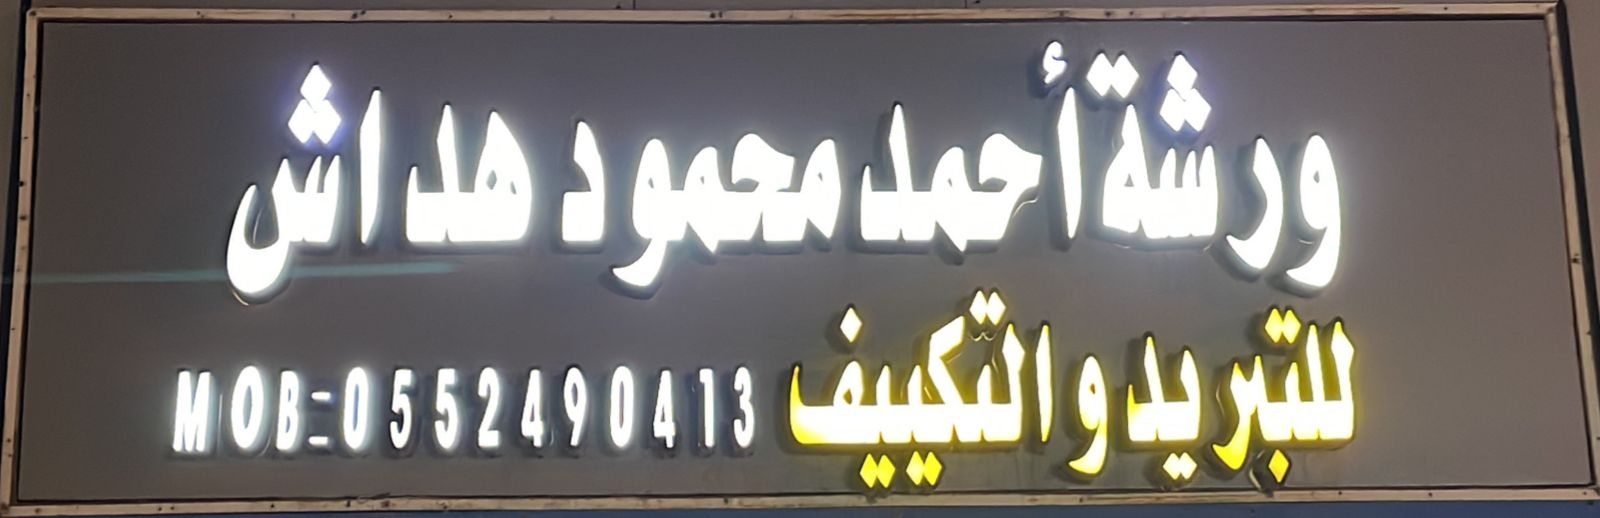 ورشة أحمد محمود هداش
للتبريد والتكييف
MOB=0552490413